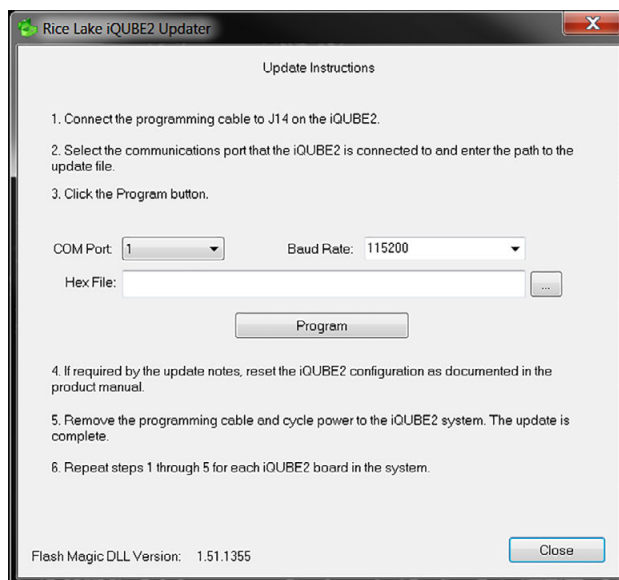 Rice Lake iQUBE2 Updater
X
Update Instructions
1. Connect the programming cable to J14 on the iQUBE2.
2. Select the communications port that the iQUBE2 is connected to and enter the path to the
update file.
3. Click the Program button.
COM Port: 1 Baud Rate: 115200
Hex File: ...
Program
4. If required by the update notes, reset the iQUBE2 configuration as documented in the
product manual.
5. Remove the programming cable and cycle power to the iQUBE2 system. The update is
complete.
6. Repeat steps 1 through 5 for each iQUBE2 board in the system.
Flash Magic DLL Version: 1.51.1355
Close